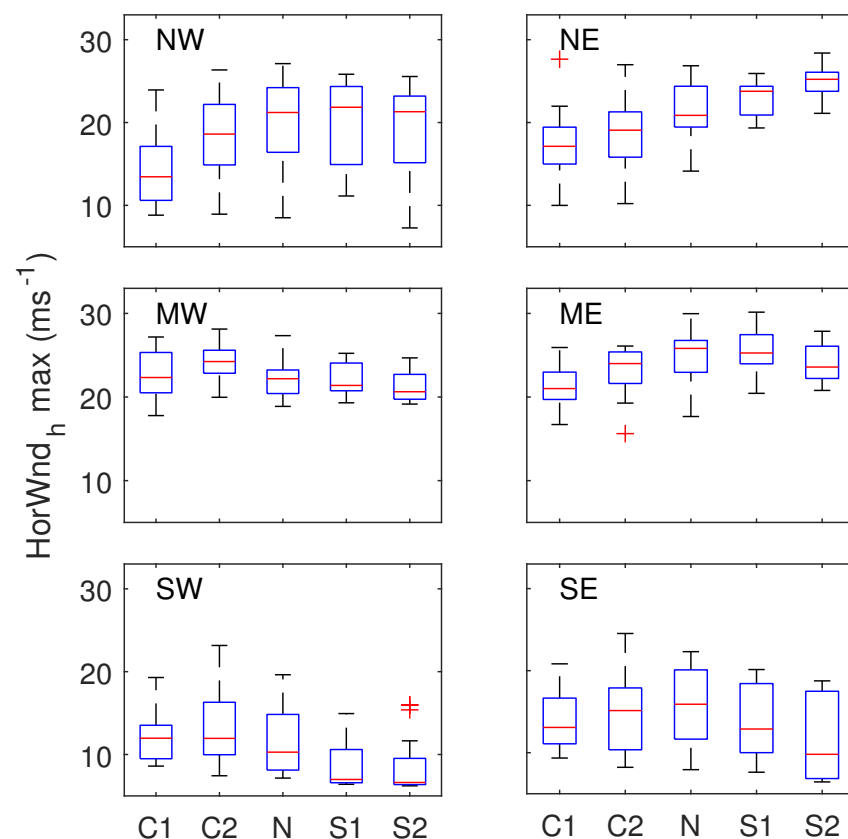 NW
NE
30
20
10
MW
ME
30
20
10
HorWnd_h max (ms^-1)
SW
SE
30
20
10
C1 C2 N S1 S2
C1 C2 N S1 S2